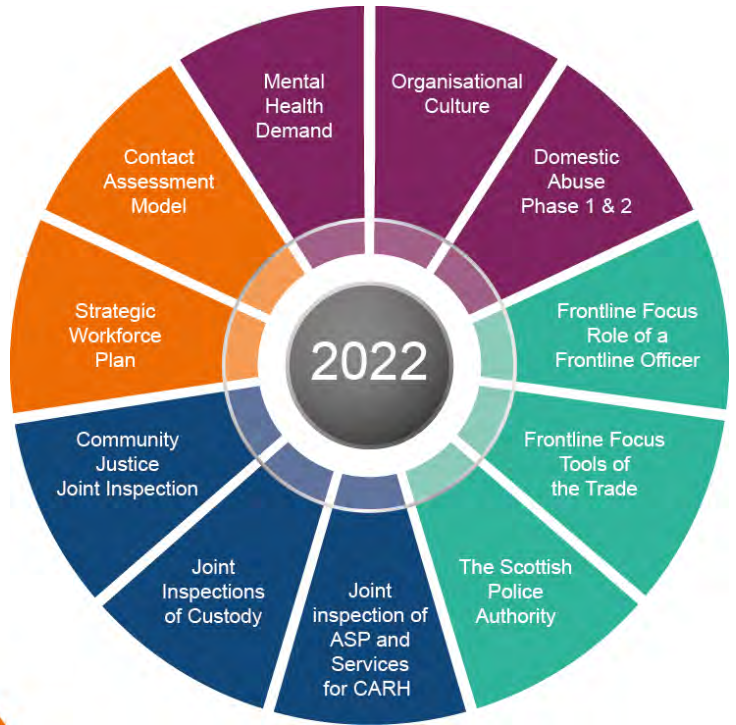 Mental
Health
Demand
Organisational
Culture
Domestic
Abuse
Phase 1 & 2
Frontline Focus
Role of a
Frontline Officer
Frontline Focus
Tools of
the Trade
The Scottish
Police
Authority
Joint
inspection of
ASP and
Services
for CARH
Joint
Inspections
of Custody
Community
Justice
Joint Inspection
Strategic
Workforce
Plan
Contact
Assessment
Model
2022